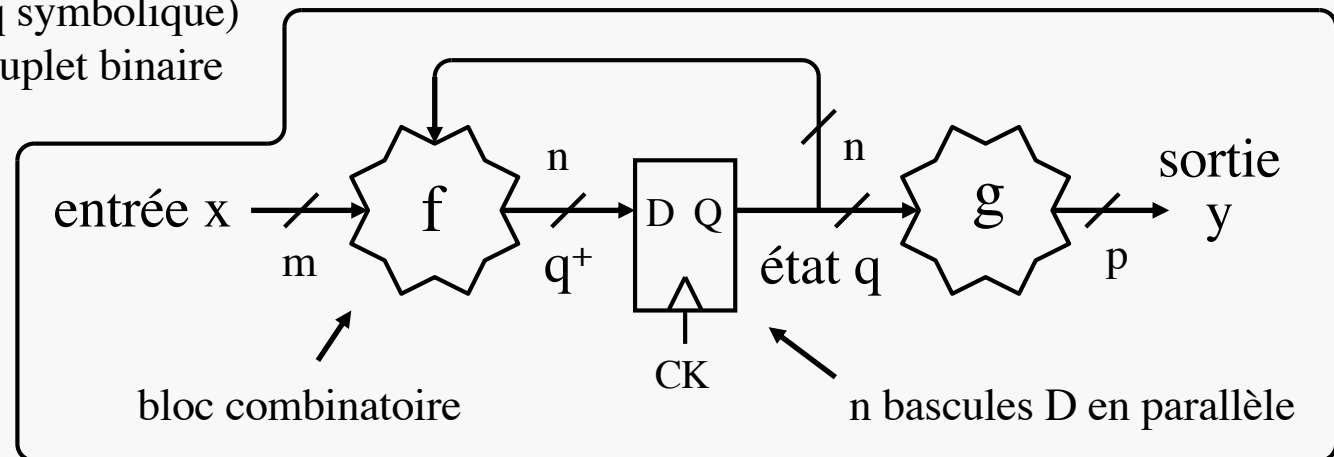 q symbolique)
uplet binaire
n
n
sortie
entrée x
f
D Q
g
y
m
q⁺
état q
p
CK
bloc combinatoire
n bascules D en parallèle